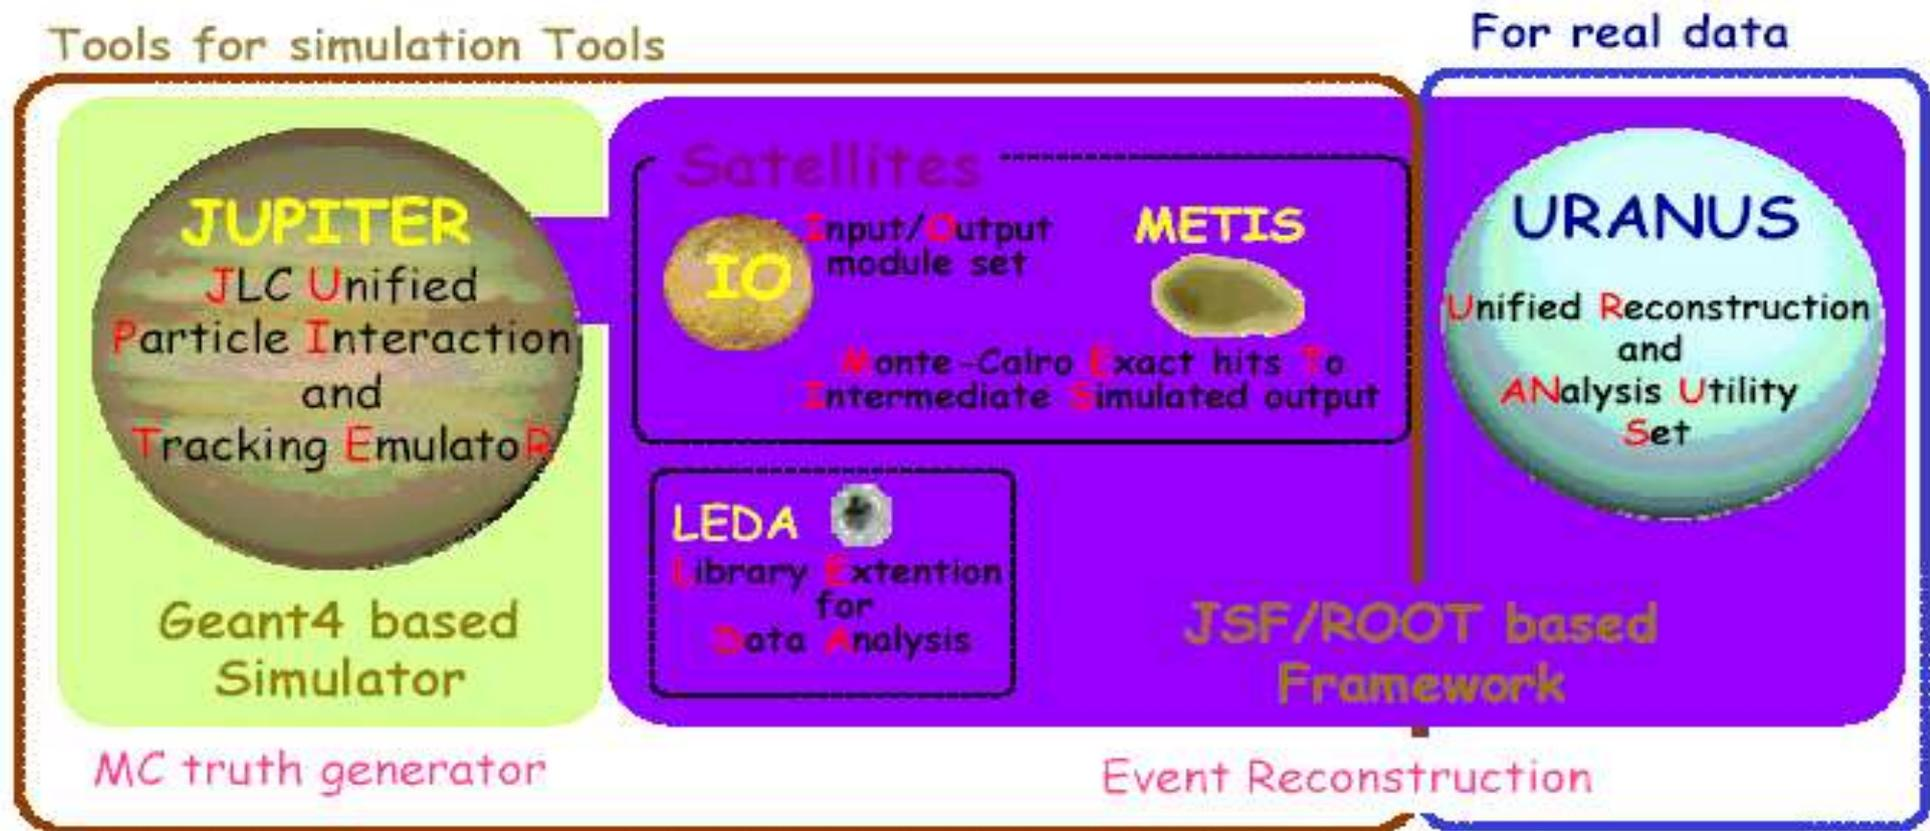 Tools for simulation Tools
For real data
JUPITER
JLC Unified
Particle Interaction
and
Tracking EmulatoR
Geant4 based
Simulator
MC truth generator
Satellites
IO
Input/Output
module set
METIS
Monte-Calro Exact hits To
Intermediate Simulated output
LEDA
Library Extention
for
Data Analysis
JSF/ROOT based
Framework
Event Reconstruction
URANUS
Unified Reconstruction
and
ANalysis Utility
Set